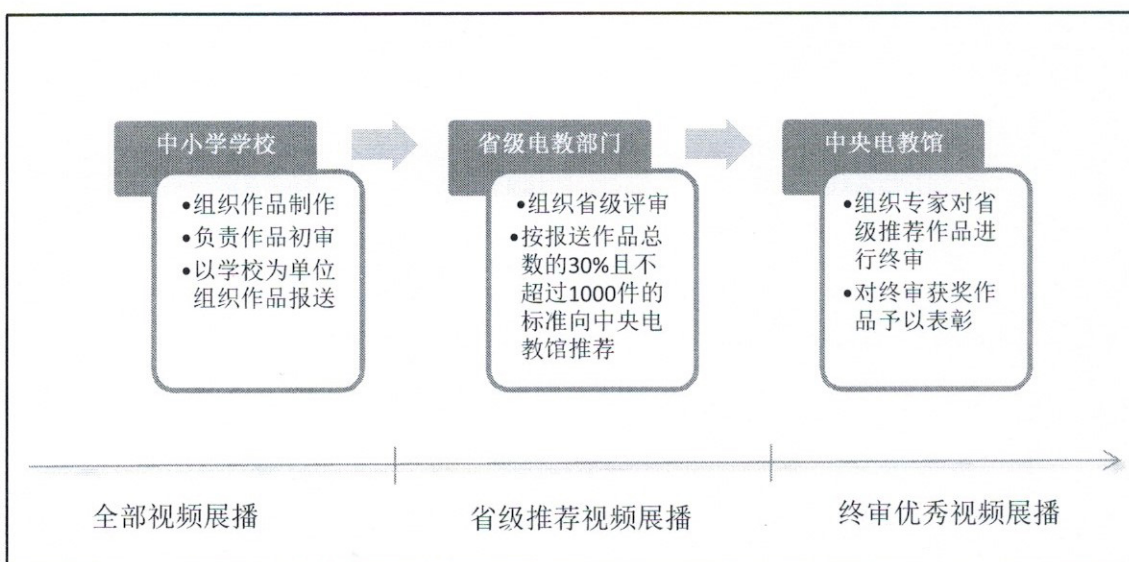 中小学学校
•组织作品制作
•负责作品初审
•以学校为单位
组织作品报送
省级电教部门
•组织省级评审
•按报送作品总
数的30%且不
超过1000件的
标准向中央电
教馆推荐
中央电教馆
•组织专家对省
级推荐作品进
行终审
•对终审获奖作
品予以表彰
全部视频展播
省级推荐视频展播
终审优秀视频展播